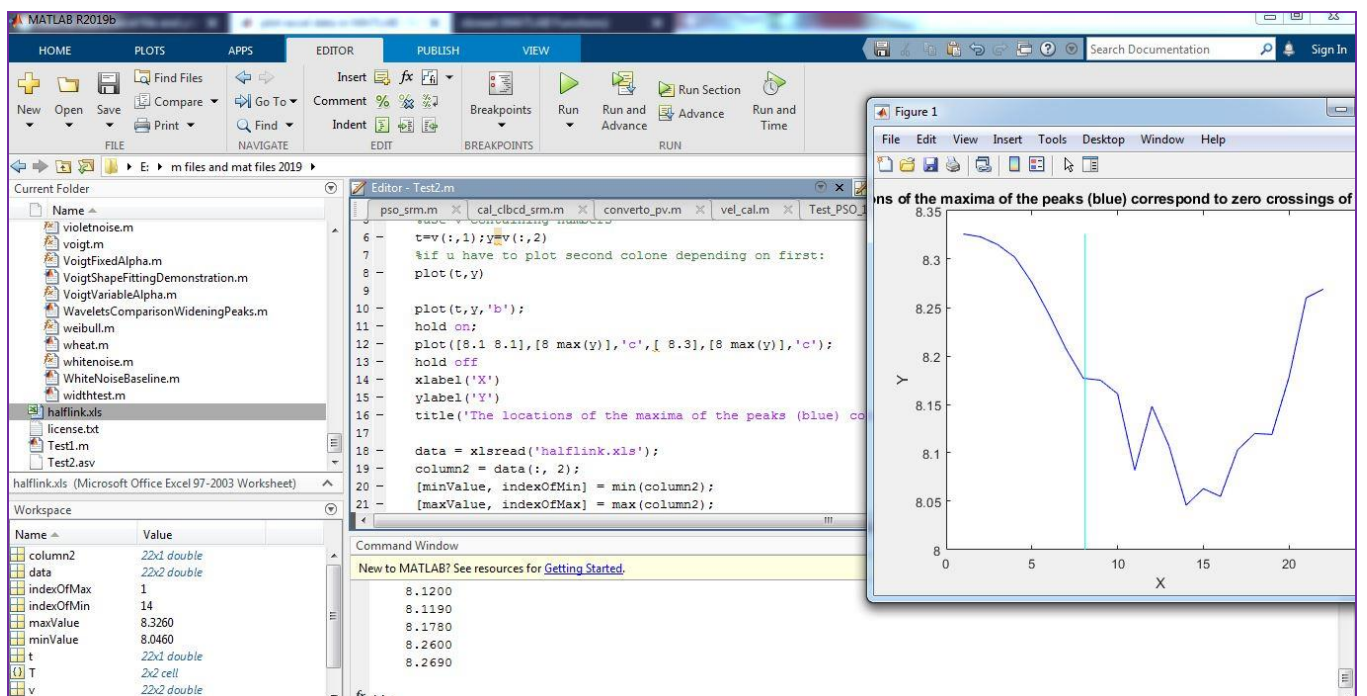 MATLAB R2019b
HOME PLOTS APPS EDITOR PUBLISH VIEW
Search Documentation
Sign In
New Open Save
Find Files
Compare
Print
Go To
Find
Insert fx
Comment %
Indent
Breakpoints
Run
Run and Advance
Run Section
Advance
Run and Time
FILE NAVIGATE EDIT BREAKPOINTS RUN
E: m files and mat files 2019
Current Folder
Name
violetnoise.m
voigt.m
VoigtFixedAlpha.m
VoigtShapeFittingDemonstration.m
VoigtVariableAlpha.m
WaveletsComparisonWideningPeaks.m
weibull.m
wheat.m
whitenoise.m
WhiteNoiseBaseline.m
widthtest.m
halflink.xls
license.txt
Test1.m
Test2.asv
halflink.xls (Microsoft Office Excel 97-2003 Worksheet)
Workspace
Name Value
column2 22x1 double
data 22x2 double
indexOfMax 1
indexOfMin 14
maxValue 8.3260
minValue 8.0460
t 22x1 double
T 2x2 cell
v 22x2 double
Editor - Test2.m
pso_srm.m cal_clbcd_srm.m converto_pv.m vel_cal.m Test_PSO_1
6 - t=v(:,1);y=v(:,2)
7 %if u have to plot second colone depending on first:
8 - plot(t,y)
9
10 - plot(t,y,'b');
11 - hold on;
12 - plot([8.1 8.1],[8 max(y)],'c',[ 8.3],[8 max(y)],'c');
13 - hold off
14 - xlabel('X')
15 - ylabel('Y')
16 - title('The locations of the maxima of the peaks (blue) co
17
18 - data = xlsread('halflink.xls');
19 - column2 = data(:, 2);
20 - [minValue, indexOfMin] = min(column2);
21 - [maxValue, indexOfMax] = max(column2);
Command Window
New to MATLAB? See resources for Getting Started.
8.1200
8.1190
8.1780
8.2600
8.2690
fx
Figure 1
File Edit View Insert Tools Desktop Window Help
ns of the maxima of the peaks (blue) correspond to zero crossings of
8.35
8.3
8.25
8.2
8.15
8.1
8.05
8
Y
0 5 10 15 20
X